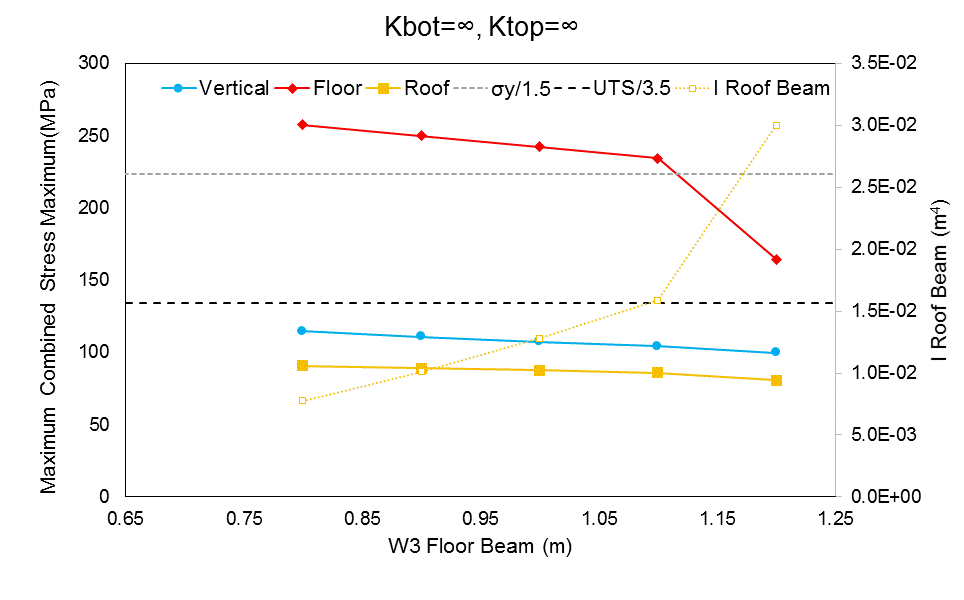 Kbot=∞, Ktop=∞
Vertical Floor Roof σy/1.5 UTS/3.5 I Roof Beam
Maximum Combined Stress Maximum(MPa)
300
250
200
150
100
50
0
3.5E-02
3.0E-02
2.5E-02
2.0E-02
1.5E-02
1.0E-02
5.0E-03
0.0E+00
I Roof Beam (m⁴)
0.65 0.75 0.85 0.95 1.05 1.15 1.25
W3 Floor Beam (m)